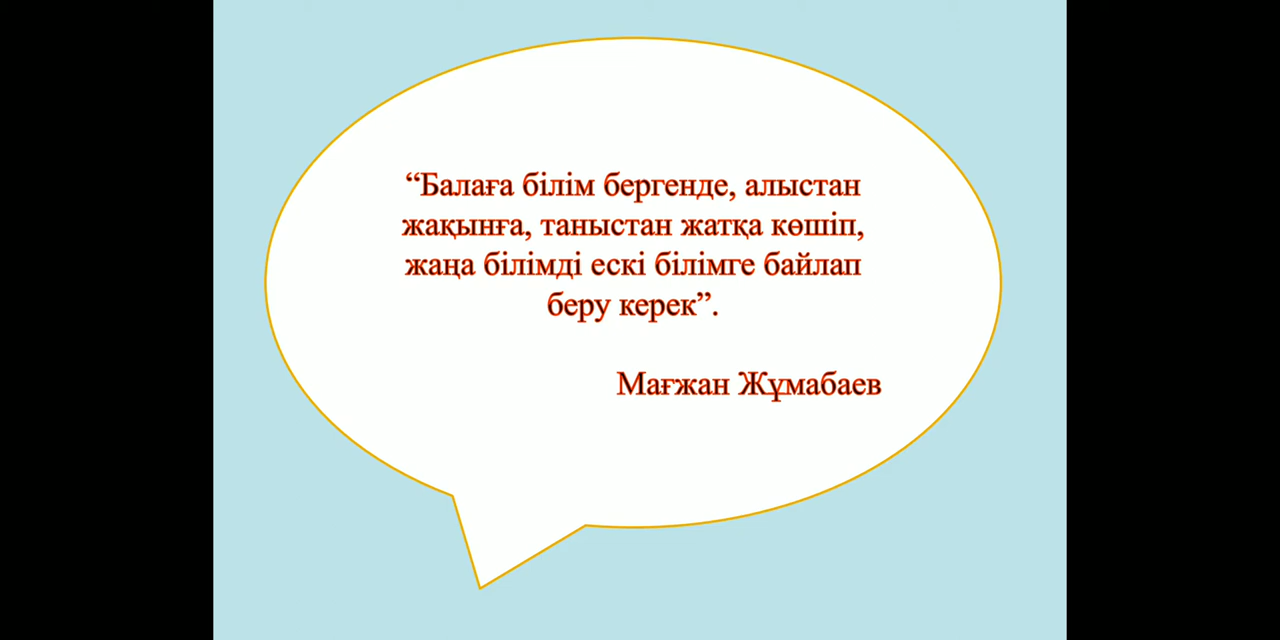 “Балаға білім бергенде, алыстан
жақынға, таныстан жатқа көшіп,
жаңа білімді ескі білімге байлап
беру керек”.
Мағжан Жұмабаев